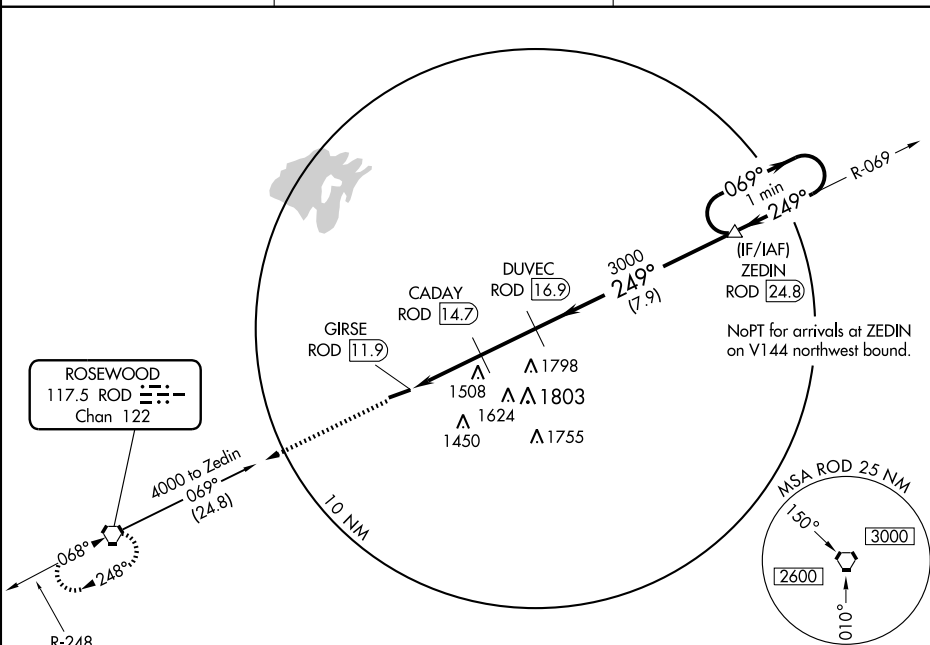 069°
1 min
249°
R-069
(IF/IAF)
ZEDIN
ROD 24.8
NoPT for arrivals at ZEDIN
on V144 northwest bound.
3000
249°
(7.9)
DUVEC
ROD 16.9
CADAY
ROD 14.7
GIRSE
ROD 11.9
1798
1508
1803
1624
1450
1755
ROSEWOOD
117.5 ROD
Chan 122
4000 to Zedin
069°
(24.8)
10 NM
068°
248°
R-248
MSA ROD 25 NM
150°
3000
2600
010°